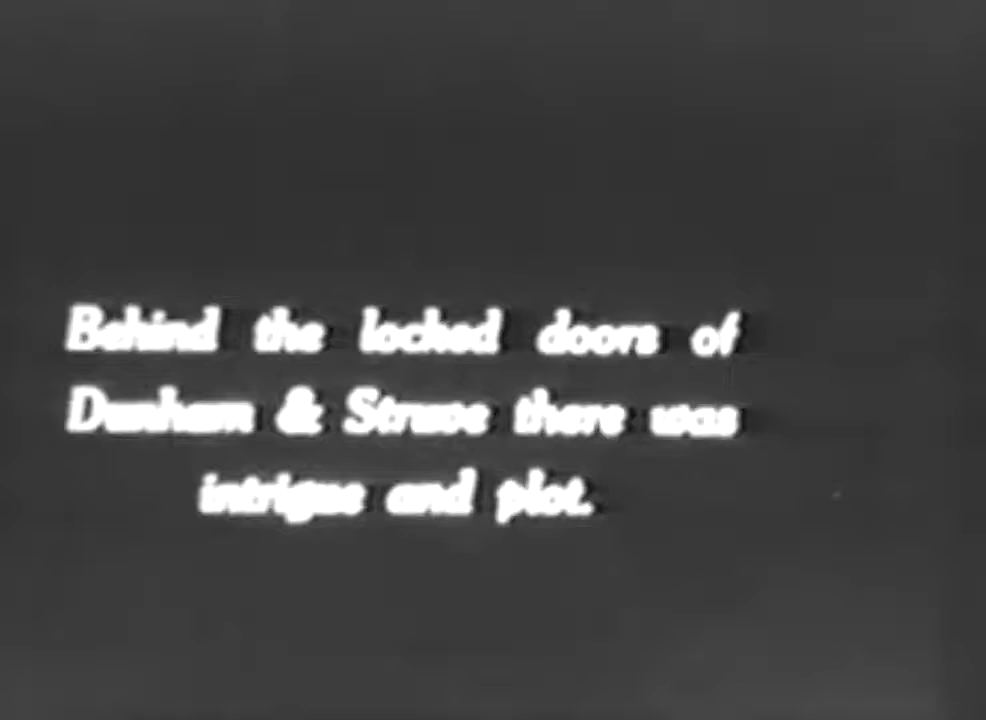 Behind the locked doors of
Dunham & Struve there was
intrigue and plot.